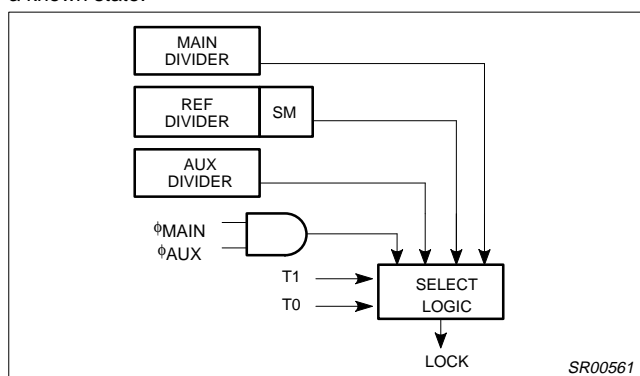 a known state.
MAIN
DIVIDER
REF
DIVIDER
SM
AUX
DIVIDER
ϕMAIN
ϕAUX
T1
T0
SELECT
LOGIC
LOCK
SR00561